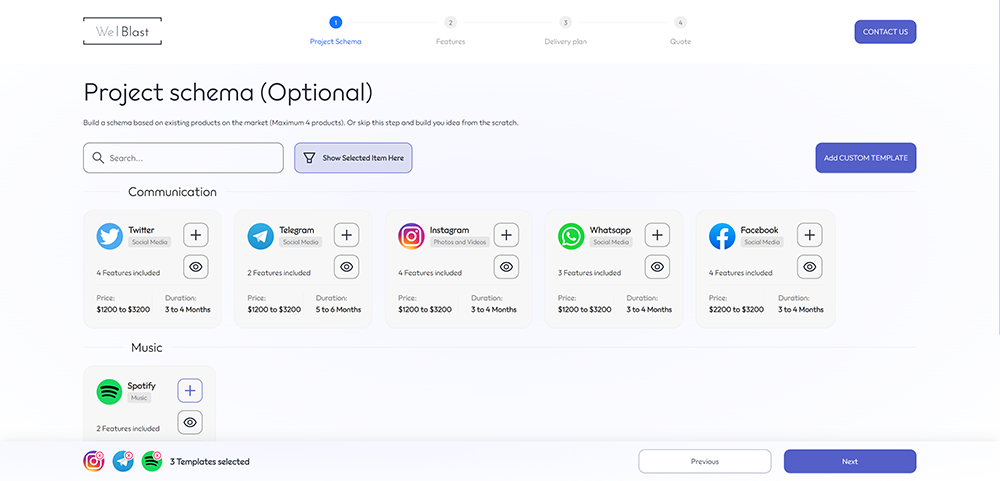 Wel Blast
1
2
3
4
Project Schema
Features
Delivery plan
Quote
CONTACT US
Project schema (Optional)
Build a schema based on existing products on the market (Maximum 4 products). Or skip this step and build you idea from the scratch.
Search...
Show Selected Item Here
Add CUSTOM TEMPLATE
Communication
Twitter
Social Media
4 Features included
Price:
Duration:
$1200 to $3200
3 to 4 Months
Telegram
Social Media
2 Features included
Price:
Duration:
$1200 to $3200
5 to 6 Months
Instagram
Photos and Videos
4 Features included
Price:
Duration:
$1200 to $3200
3 to 4 Months
Whatsapp
Social Media
3 Features included
Price:
Duration:
$1200 to $3200
3 to 4 Months
Facebook
Social Media
4 Features included
Price:
Duration:
$2200 to $3200
3 to 4 Months
Music
Spotify
Music
2 Features included
3 Templates selected
Previous
Next